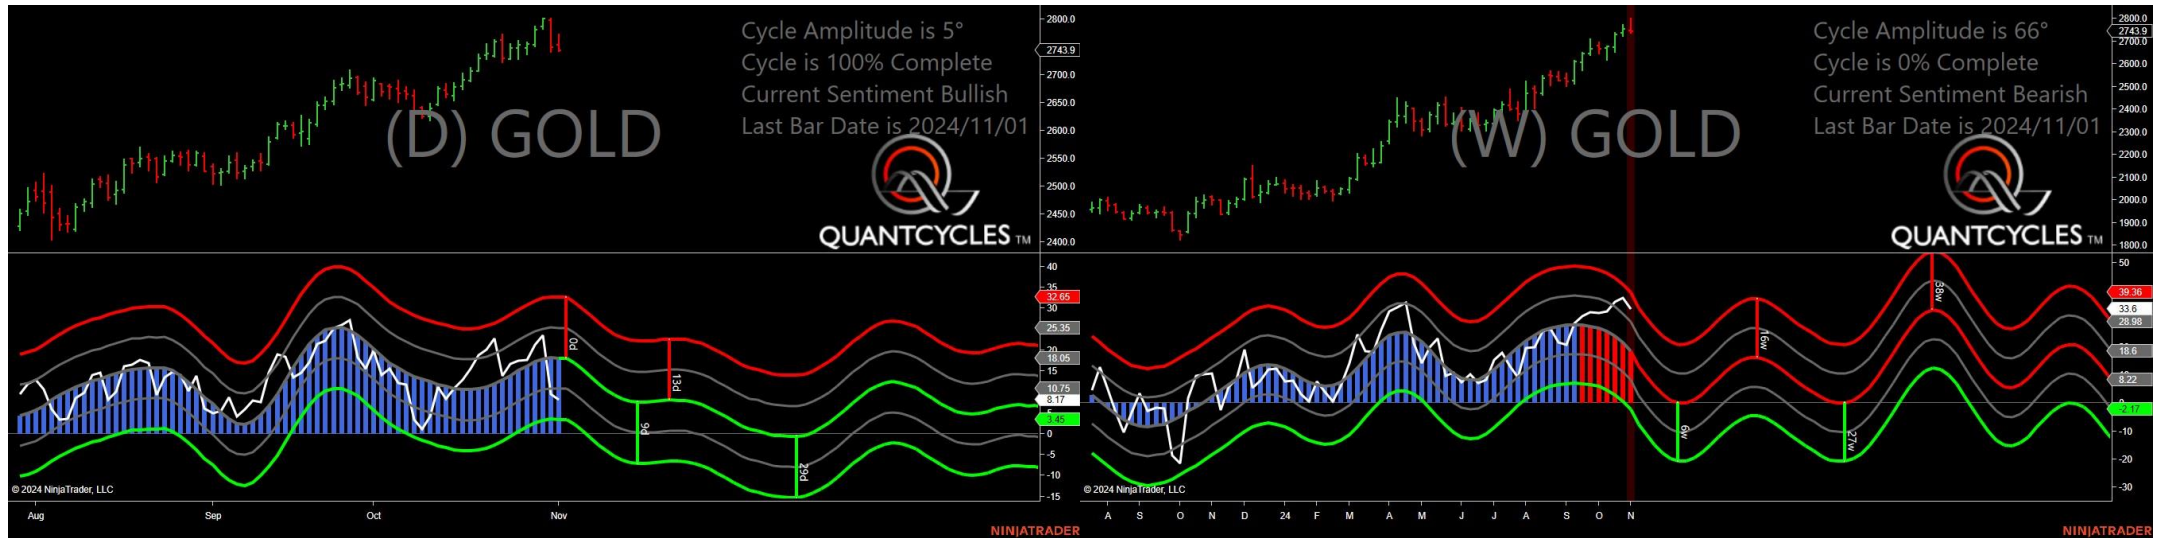 (D) GOLD
Cycle Amplitude is 5°
Cycle is 100% Complete
Current Sentiment Bullish
Last Bar Date is 2024/11/01
QUANTCYCLES TM
2800.0
2743.9
2700.0
2650.0
2600.0
2550.0
2500.0
2450.0
2400.0
40
35
32.65
30
25.35
20
18.05
15
10.75
8.17
5
3.45
0
-5
-10
-15
0d
13d
9d
29d
© 2024 NinjaTrader, LLC
Aug Sep Oct Nov
NINJATRADER
(W) GOLD
Cycle Amplitude is 66°
Cycle is 0% Complete
Current Sentiment Bearish
Last Bar Date is 2024/11/01
QUANTCYCLES TM
2800.0
2743.9
2700.0
2600.0
2500.0
2400.0
2300.0
2200.0
2100.0
2000.0
1900.0
1800.0
50
39.36
33.6
28.98
18.6
8.22
0
-2.17
-10
-20
-30
38w
16w
6w
27w
© 2024 NinjaTrader, LLC
A S O N D 24 F M A M J J A S O N
NINJATRADER